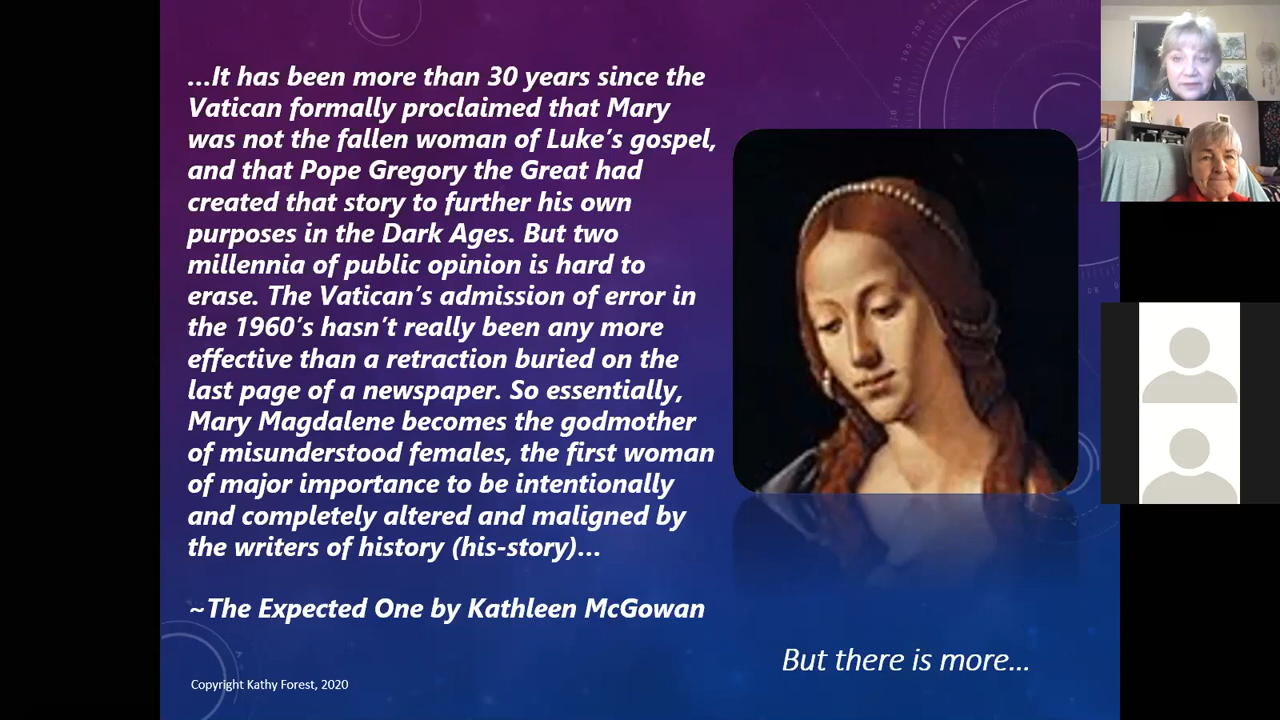 ...It has been more than 30 years since the
Vatican formally proclaimed that Mary
was not the fallen woman of Luke’s gospel,
and that Pope Gregory the Great had
created that story to further his own
purposes in the Dark Ages. But two
millennia of public opinion is hard to
erase. The Vatican’s admission of error in
the 1960’s hasn’t really been any more
effective than a retraction buried on the
last page of a newspaper. So essentially,
Mary Magdalene becomes the godmother
of misunderstood females, the first woman
of major importance to be intentionally
and completely altered and maligned by
the writers of history (his-story)...
~The Expected One by Kathleen McGowan
But there is more...
Copyright Kathy Forest, 2020